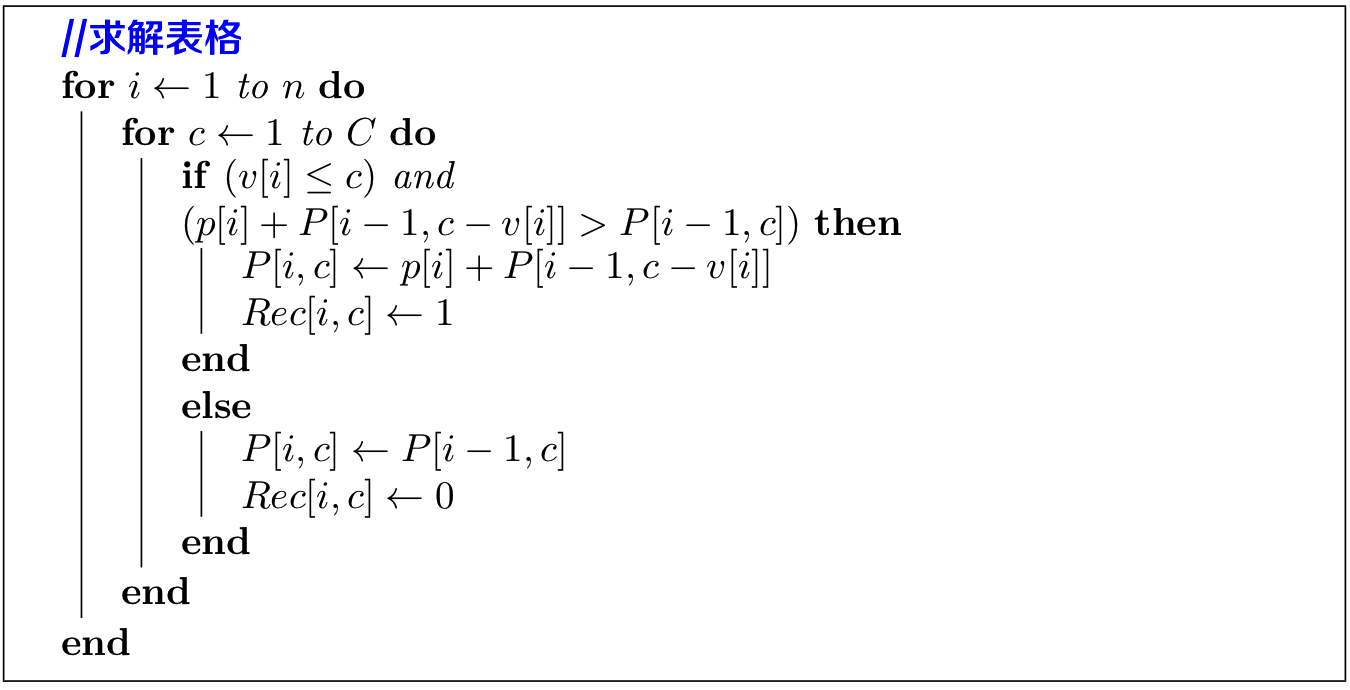 //求解表格
for i ← 1 to n do
for c ← 1 to C do
if (v[i] ≤ c) and
(p[i] + P[i − 1, c − v[i]] > P[i − 1, c]) then
P[i, c] ← p[i] + P[i − 1, c − v[i]]
Rec[i, c] ← 1
end
else
P[i, c] ← P[i − 1, c]
Rec[i, c] ← 0
end
end
end